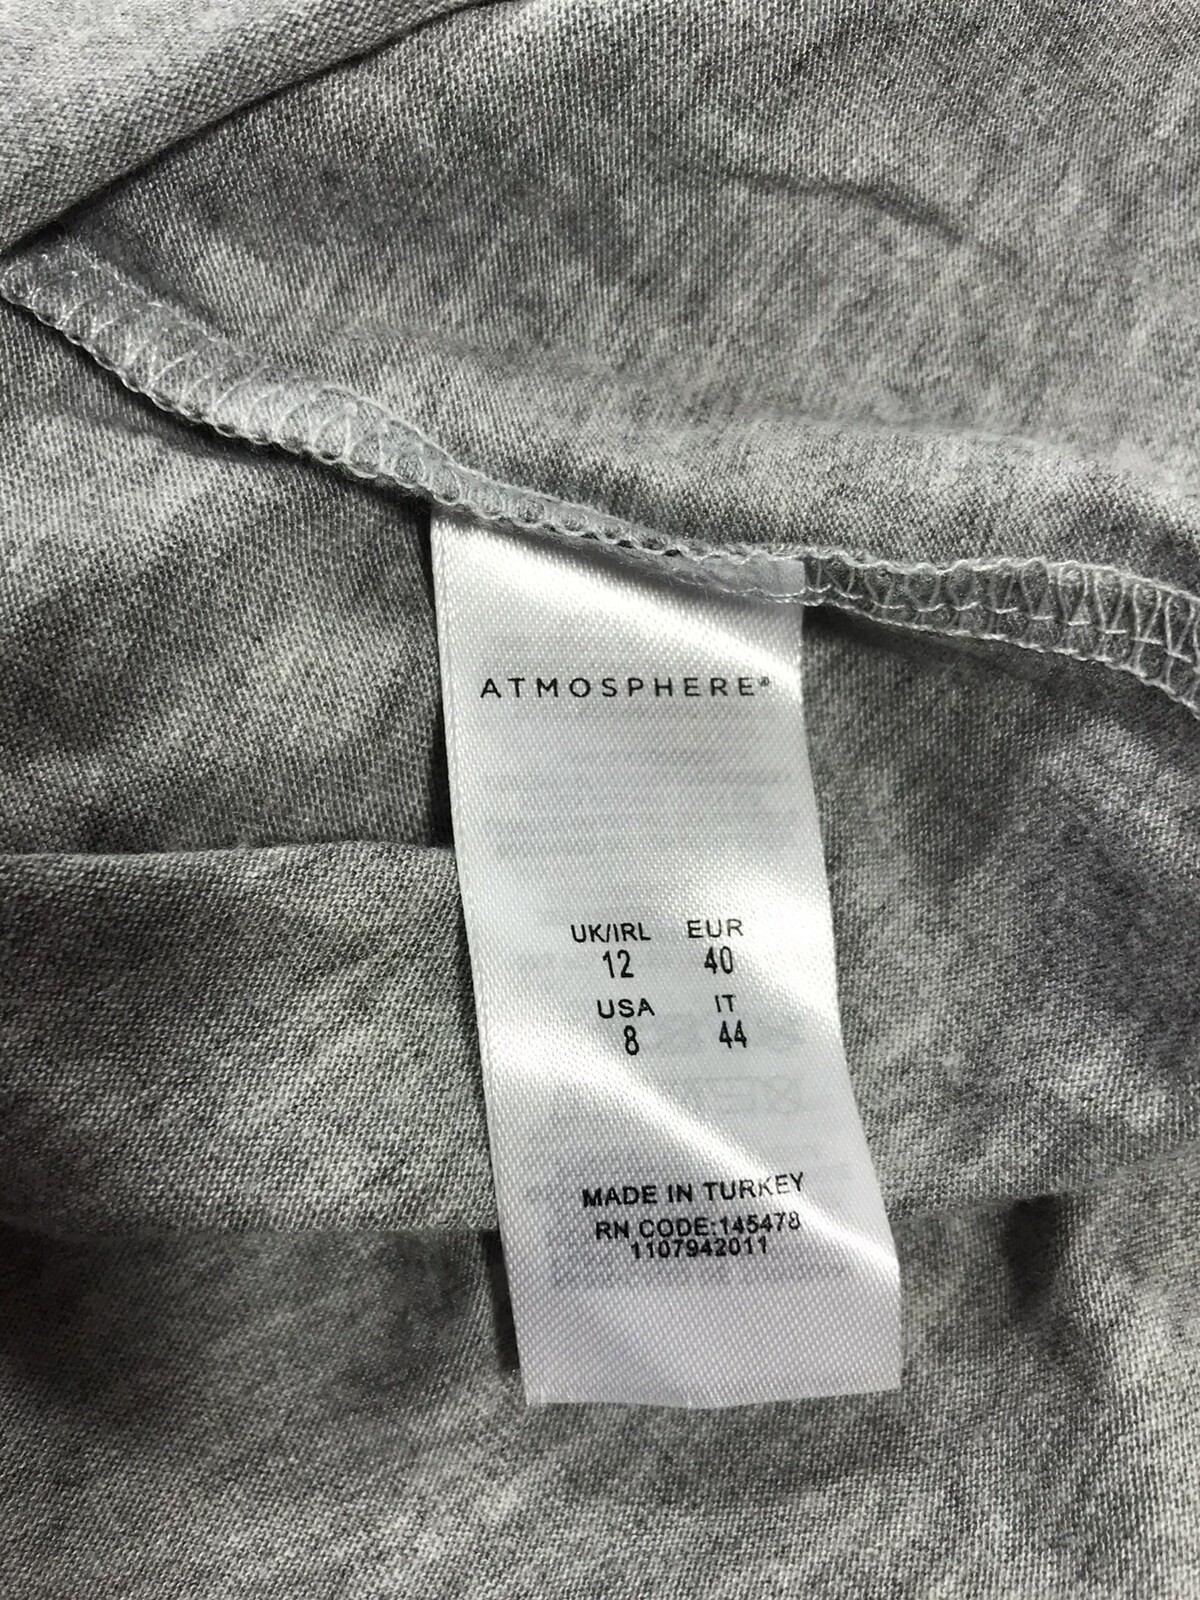 ATMOSPHERE®
UK/IRL EUR
12 40
USA IT
8 44
MADE IN TURKEY
RN CODE:145478
1107942011